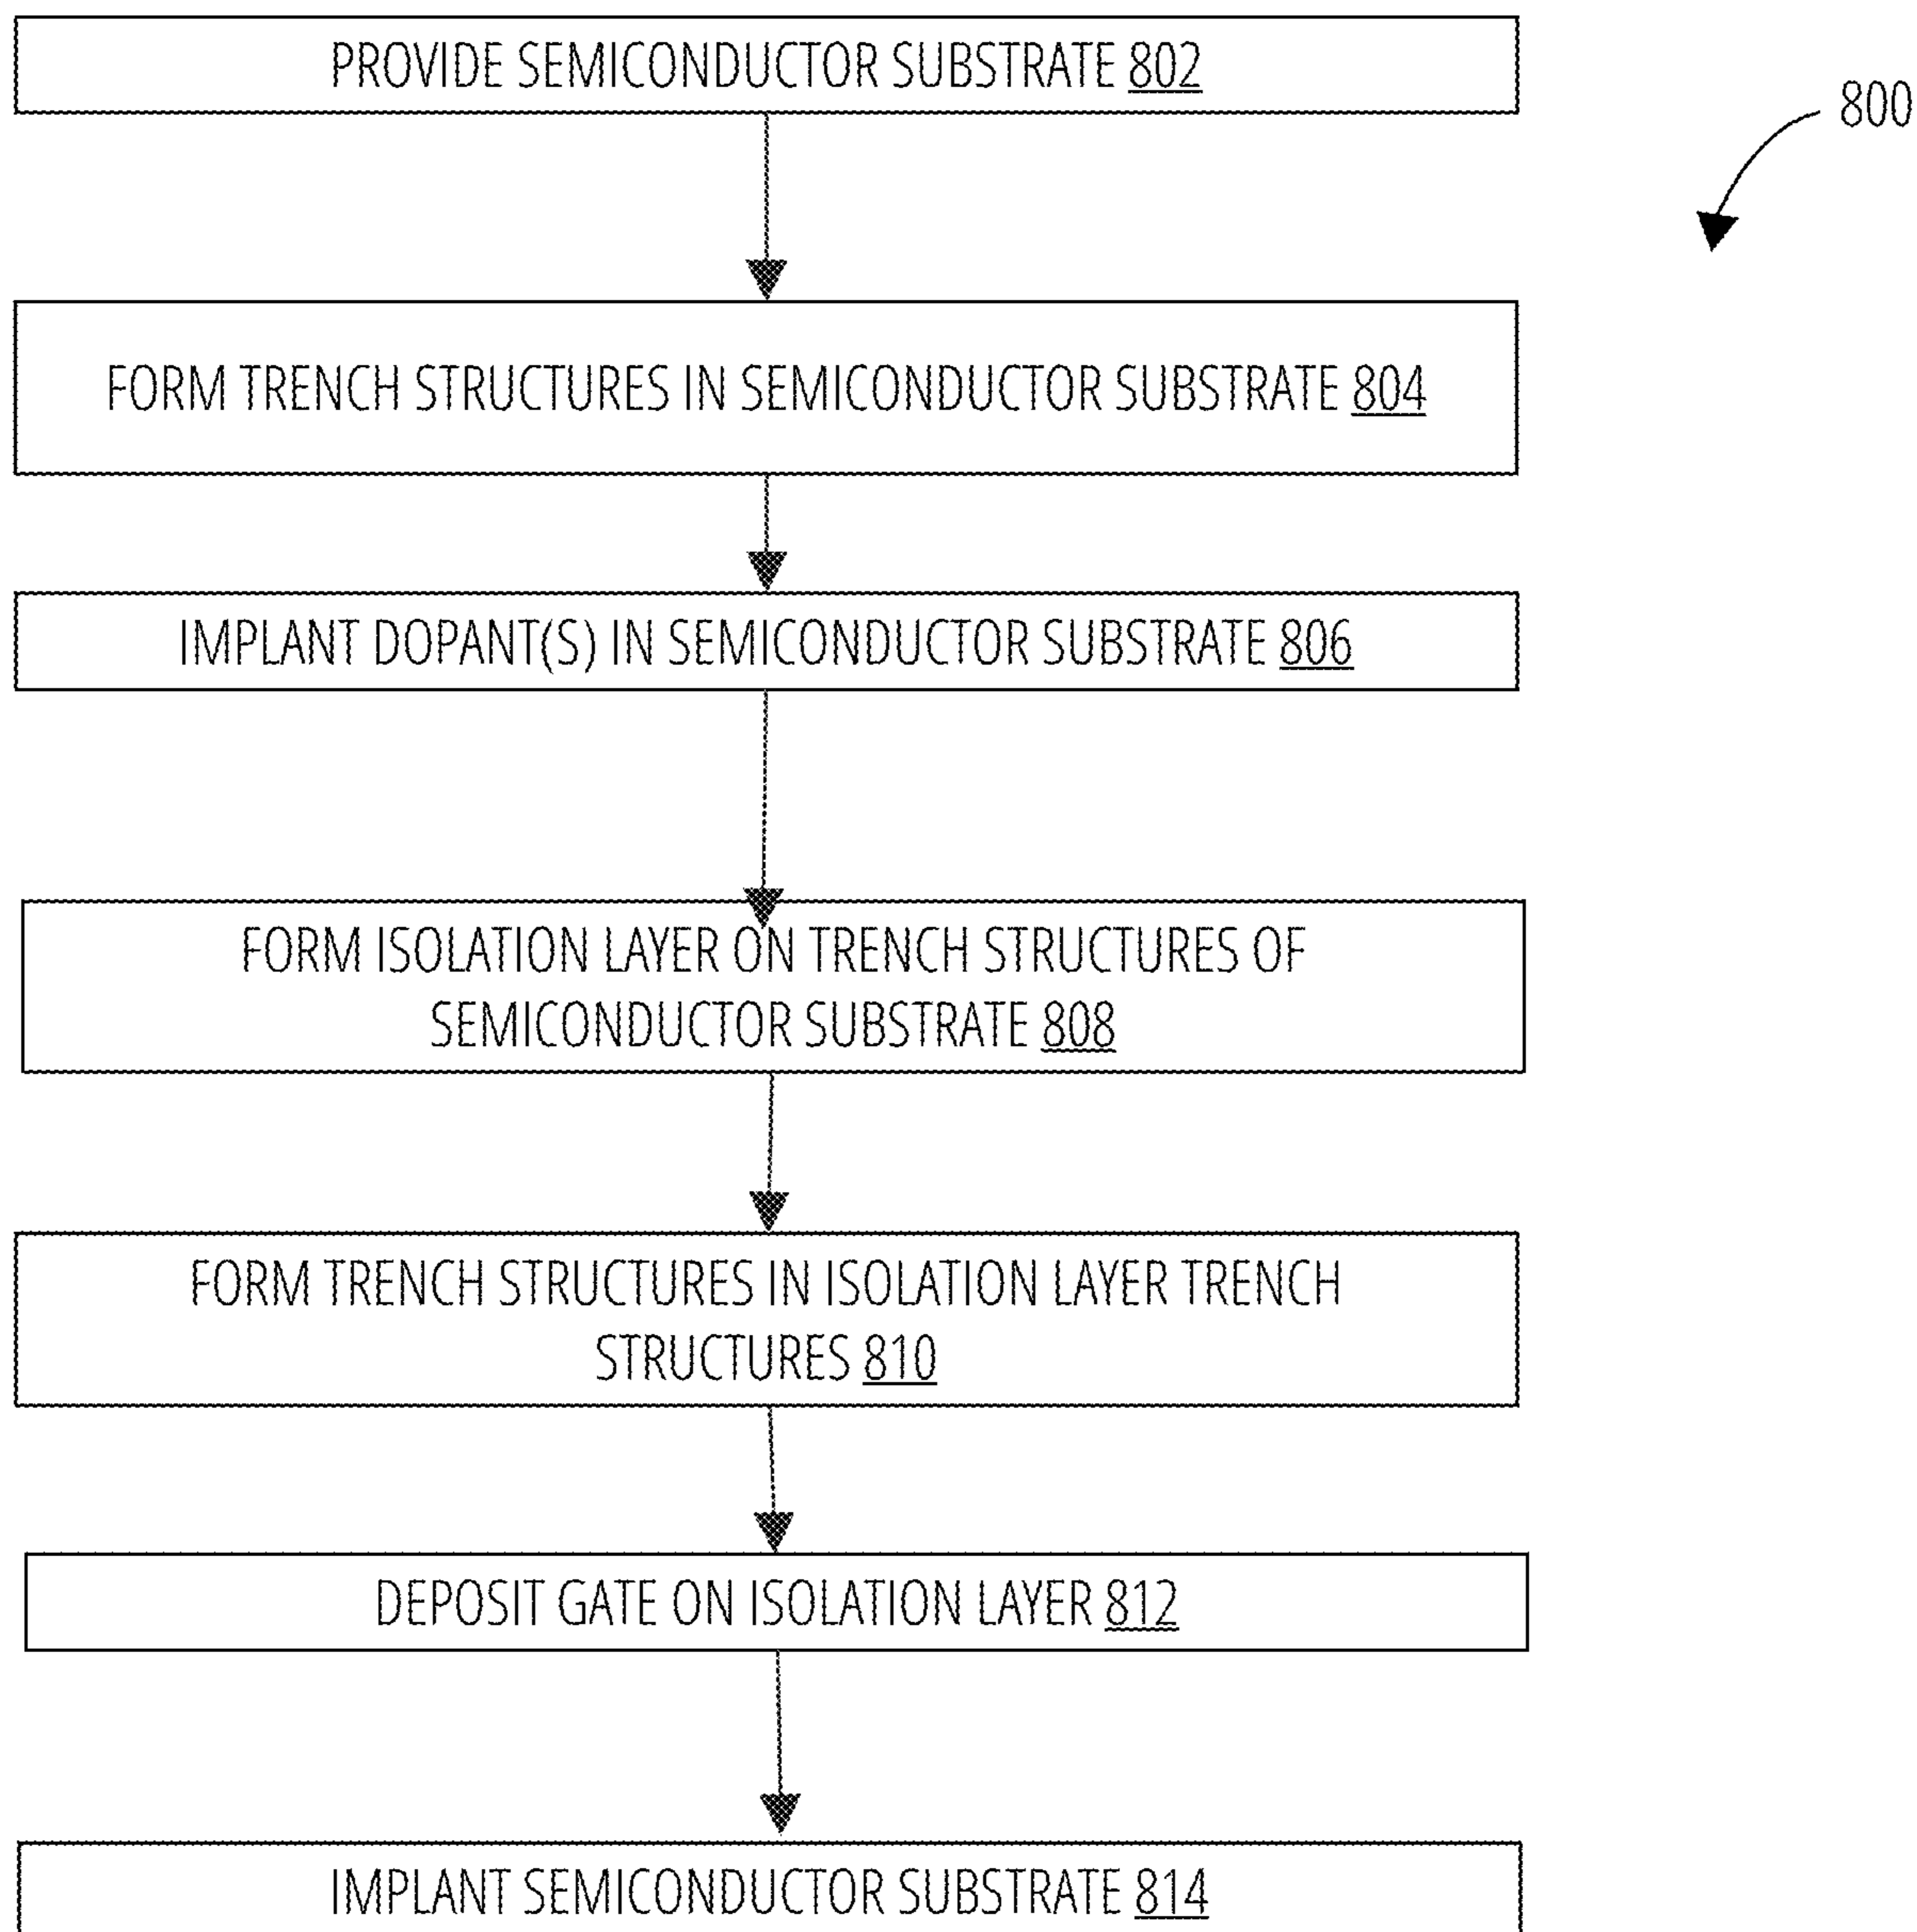 PROVIDE SEMICONDUCTOR SUBSTRATE 802
800
FORM TRENCH STRUCTURES IN SEMICONDUCTOR SUBSTRATE 804
IMPLANT DOPANT(S) IN SEMICONDUCTOR SUBSTRATE 806
FORM ISOLATION LAYER ON TRENCH STRUCTURES OF
SEMICONDUCTOR SUBSTRATE 808
FORM TRENCH STRUCTURES IN ISOLATION LAYER TRENCH
STRUCTURES 810
DEPOSIT GATE ON ISOLATION LAYER 812
IMPLANT SEMICONDUCTOR SUBSTRATE 814